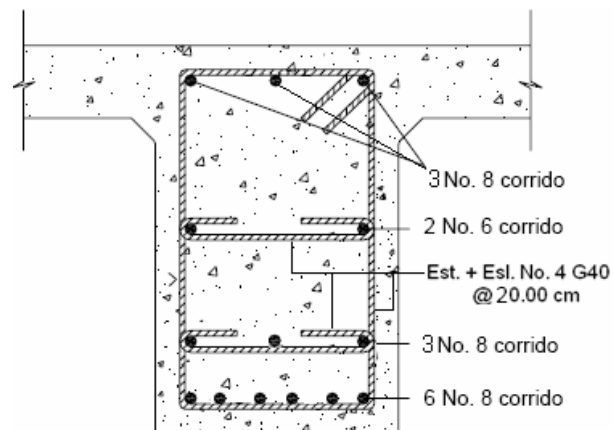 3 No. 8 corrido
2 No. 6 corrido
Est. + Esl. No. 4 G40
@ 20.00 cm
3 No. 8 corrido
6 No. 8 corrido